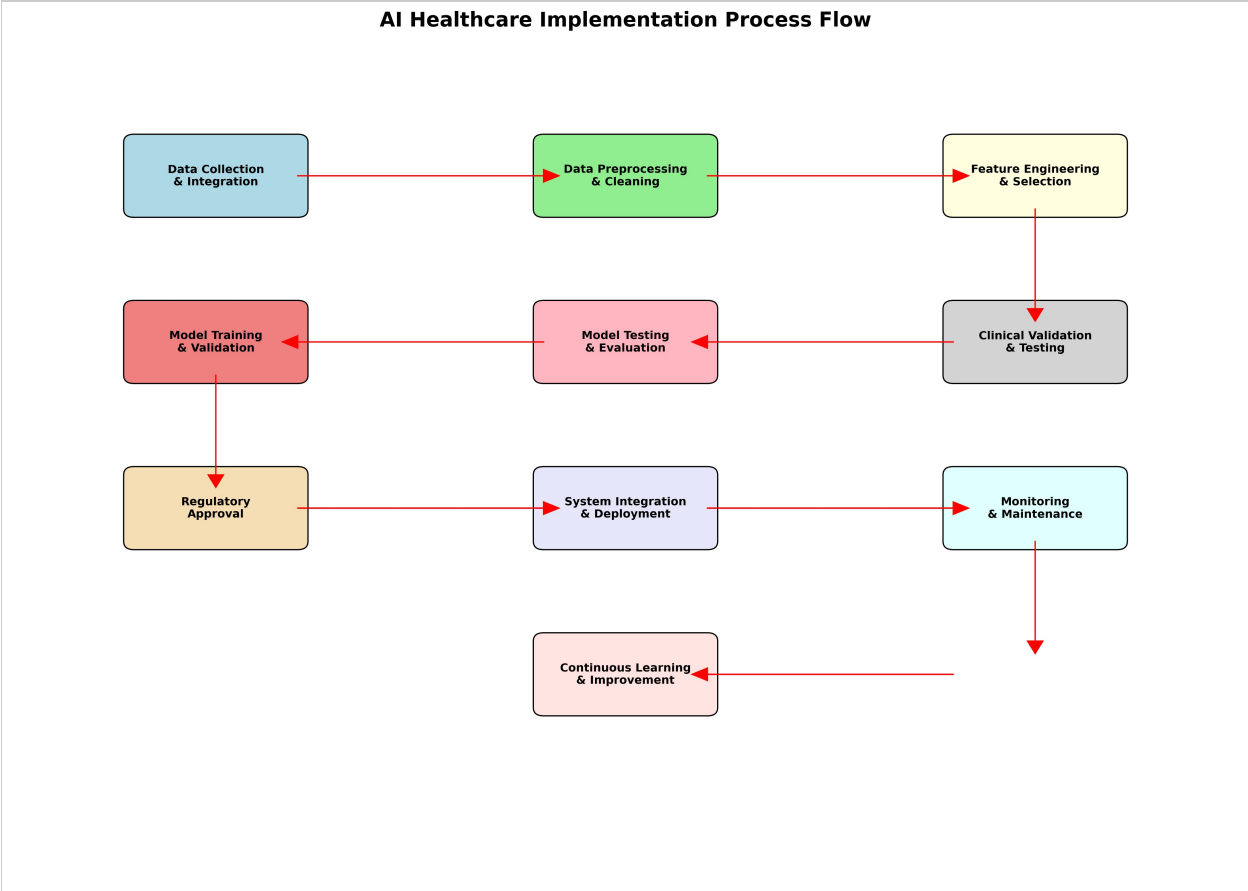 AI Healthcare Implementation Process Flow
Data Collection
& Integration
Data Preprocessing
& Cleaning
Feature Engineering
& Selection
Model Training
& Validation
Model Testing
& Evaluation
Clinical Validation
& Testing
Regulatory
Approval
System Integration
& Deployment
Monitoring
& Maintenance
Continuous Learning
& Improvement